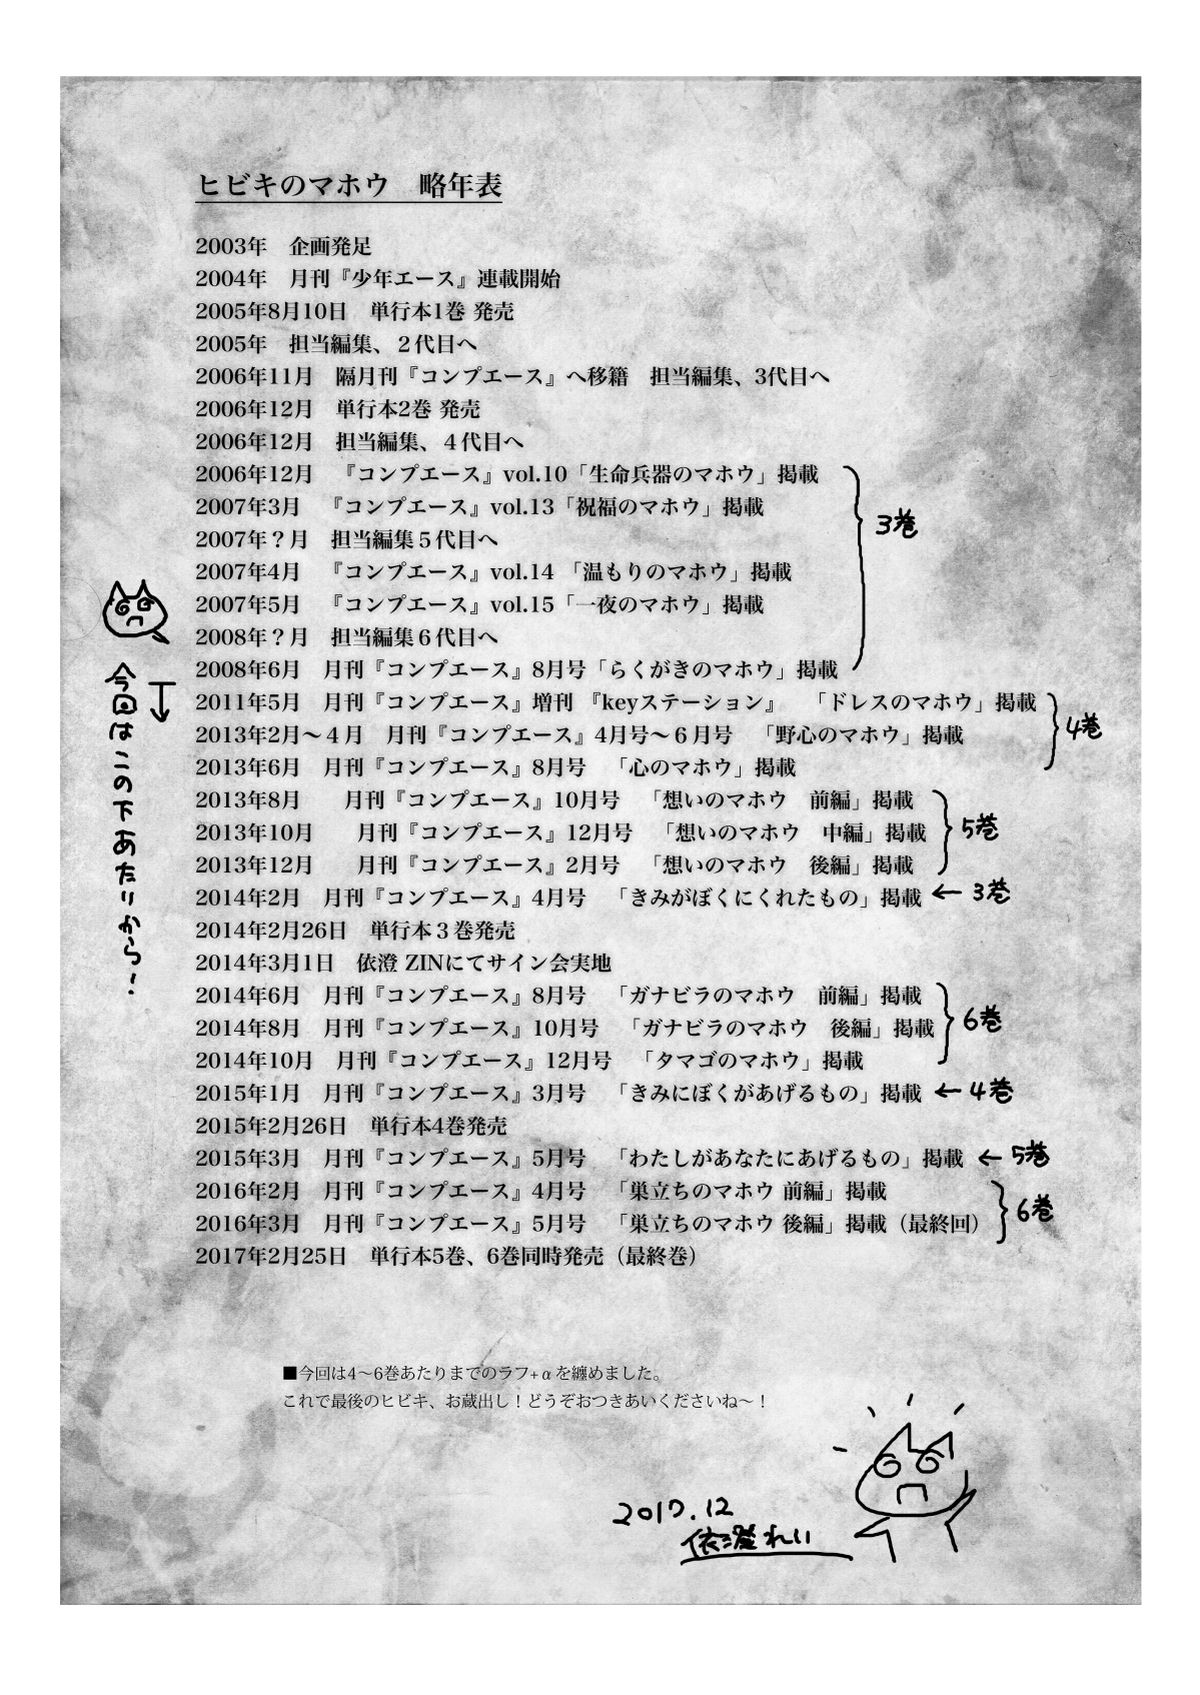 ヒビキのマホウ　略年表
2003年　企画発足
2004年　月刊『少年エース』連載開始
2005年8月10日　単行本1巻 発売
2005年　担当編集、２代目へ
2006年11月　隔月刊『コンプエース』へ移籍　担当編集、3代目へ
2006年12月　単行本2巻 発売
2006年12月　担当編集、４代目へ
2006年12月　『コンプエース』vol.10「生命兵器のマホウ」掲載
2007年3月　『コンプエース』vol.13「祝福のマホウ」掲載
3巻
2007年？月　担当編集５代目へ
2007年4月　『コンプエース』vol.14 「温もりのマホウ」掲載
2007年5月　『コンプエース』vol.15「一夜のマホウ」掲載
2008年？月　担当編集６代目へ
2008年6月　月刊『コンプエース』8月号「らくがきのマホウ」掲載
今回はこの下あたりから！
2011年5月　月刊『コンプエース』増刊 『keyステーション』　「ドレスのマホウ」掲載
2013年2月〜４月　月刊『コンプエース』4月号〜６月号　「野心のマホウ」掲載
4巻
2013年6月　月刊『コンプエース』8月号　「心のマホウ」掲載
2013年8月　　月刊『コンプエース』10月号　「想いのマホウ　前編」掲載
2013年10月　　月刊『コンプエース』12月号　「想いのマホウ　中編」掲載
5巻
2013年12月　　月刊『コンプエース』2月号　「想いのマホウ　後編」掲載
2014年2月　月刊『コンプエース』4月号　「きみがぼくにくれたもの」掲載 ← 3巻
2014年2月26日　単行本３巻発売
2014年3月1日　依澄 ZINにてサイン会実地
2014年6月　月刊『コンプエース』8月号　「ガナビラのマホウ　前編」掲載
2014年8月　月刊『コンプエース』10月号　「ガナビラのマホウ　後編」掲載
6巻
2014年10月　月刊『コンプエース』12月号　「タマゴのマホウ」掲載
2015年1月　月刊『コンプエース』3月号　「きみにぼくがあげるもの」掲載 ← 4巻
2015年2月26日　単行本4巻発売
2015年3月　月刊『コンプエース』5月号　「わたしがあなたにあげるもの」掲載 ← 5巻
2016年2月　月刊『コンプエース』4月号　「巣立ちのマホウ 前編」掲載
2016年3月　月刊『コンプエース』5月号　「巣立ちのマホウ 後編」掲載（最終回）
6巻
2017年2月25日　単行本5巻、6巻同時発売（最終巻）
■今回は4〜6巻あたりまでのラフ+αを纏めました。
これで最後のヒビキ、お蔵出し！どうぞおつきあいくださいね〜！
2017.12
依澄れい